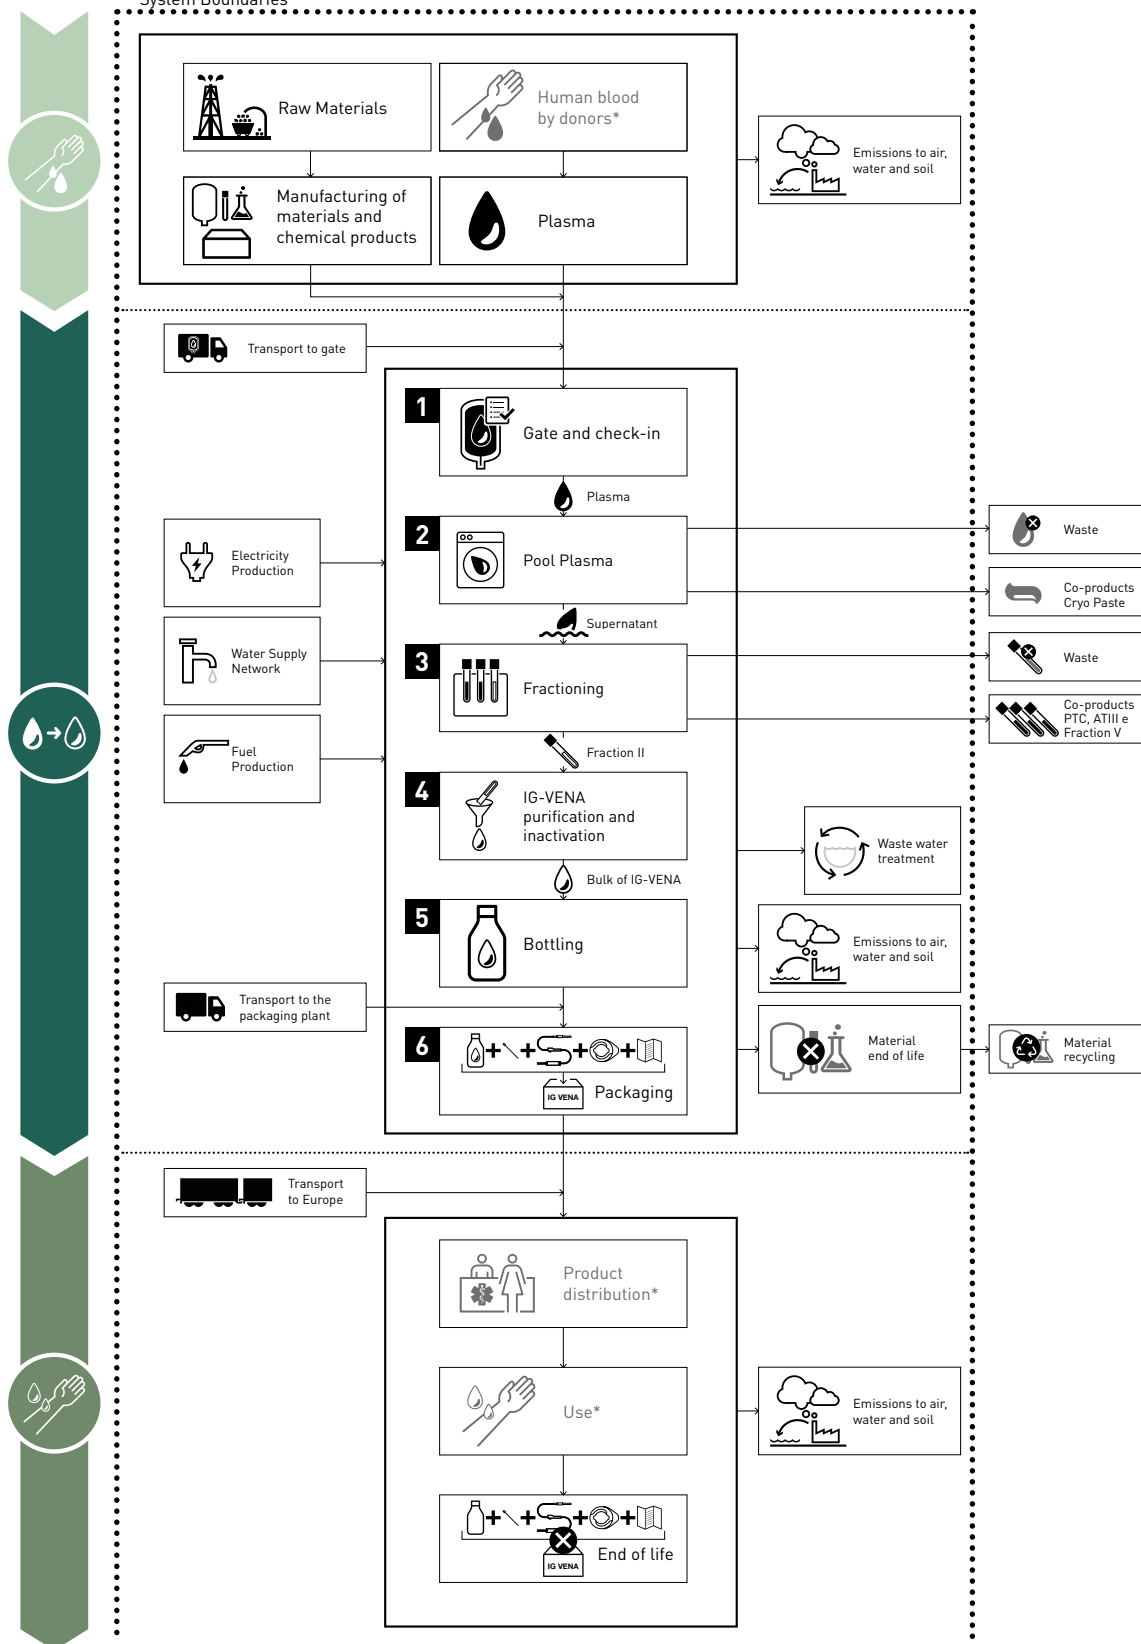 System Boundaries
Raw Materials
Human blood
by donors*
Emissions to air,
water and soil
Manufacturing of
materials and
chemical products
Plasma
Transport to gate
1
Gate and check-in
Plasma
2
Pool Plasma
Electricity
Production
Waste
Co-products
Cryo Paste
Supernatant
Water Supply
Network
3
Fractioning
Waste
Co-products
PTC, ATIII e
Fraction V
Fraction II
Fuel
Production
4
IG-VENA
purification and
inactivation
Waste water
treatment
Bulk of IG-VENA
5
Bottling
Emissions to air,
water and soil
Transport to the
packaging plant
6
IG VENA
Packaging
Material
end of life
Material
recycling
Transport
to Europe
Product
distribution*
Use*
Emissions to air,
water and soil
End of life
IG VENA